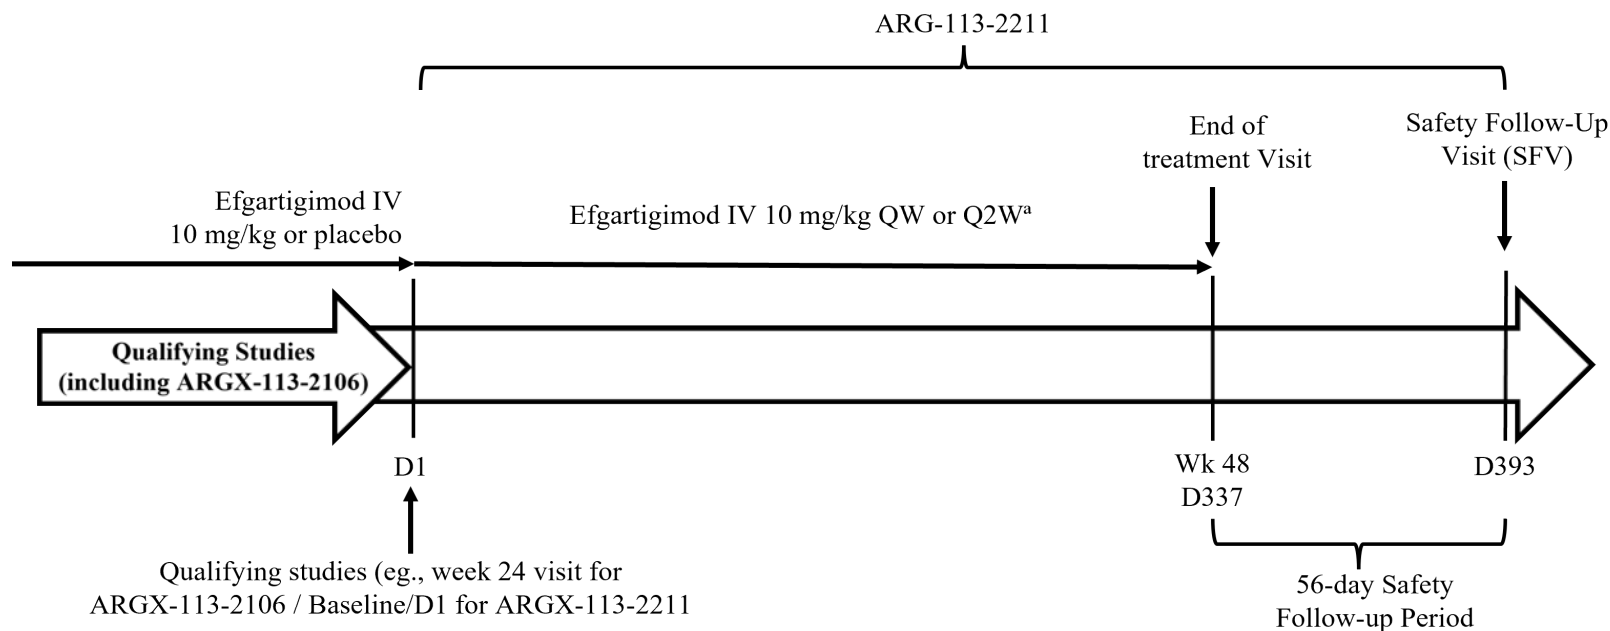 ARG-113-2211
End of
treatment Visit
Safety Follow-Up
Visit (SFV)
Efgartigimod IV
10 mg/kg or placebo
Efgartigimod IV 10 mg/kg QW or Q2Wª
Qualifying Studies
(including ARGX-113-2106)
D1
Wk 48
D337
D393
Qualifying studies (eg., week 24 visit for
ARGX-113-2106 / Baseline/D1 for ARGX-113-2211
56-day Safety
Follow-up Period